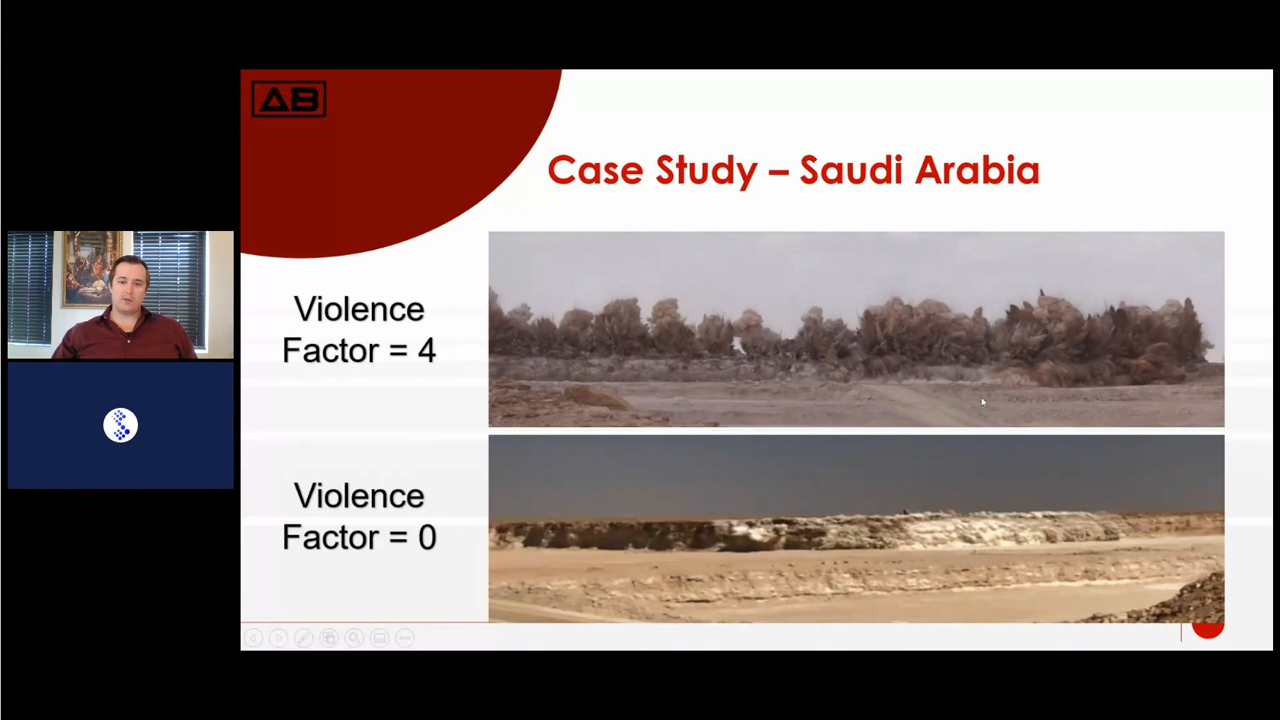 AB
Case Study – Saudi Arabia
Violence
Factor = 4
Violence
Factor = 0